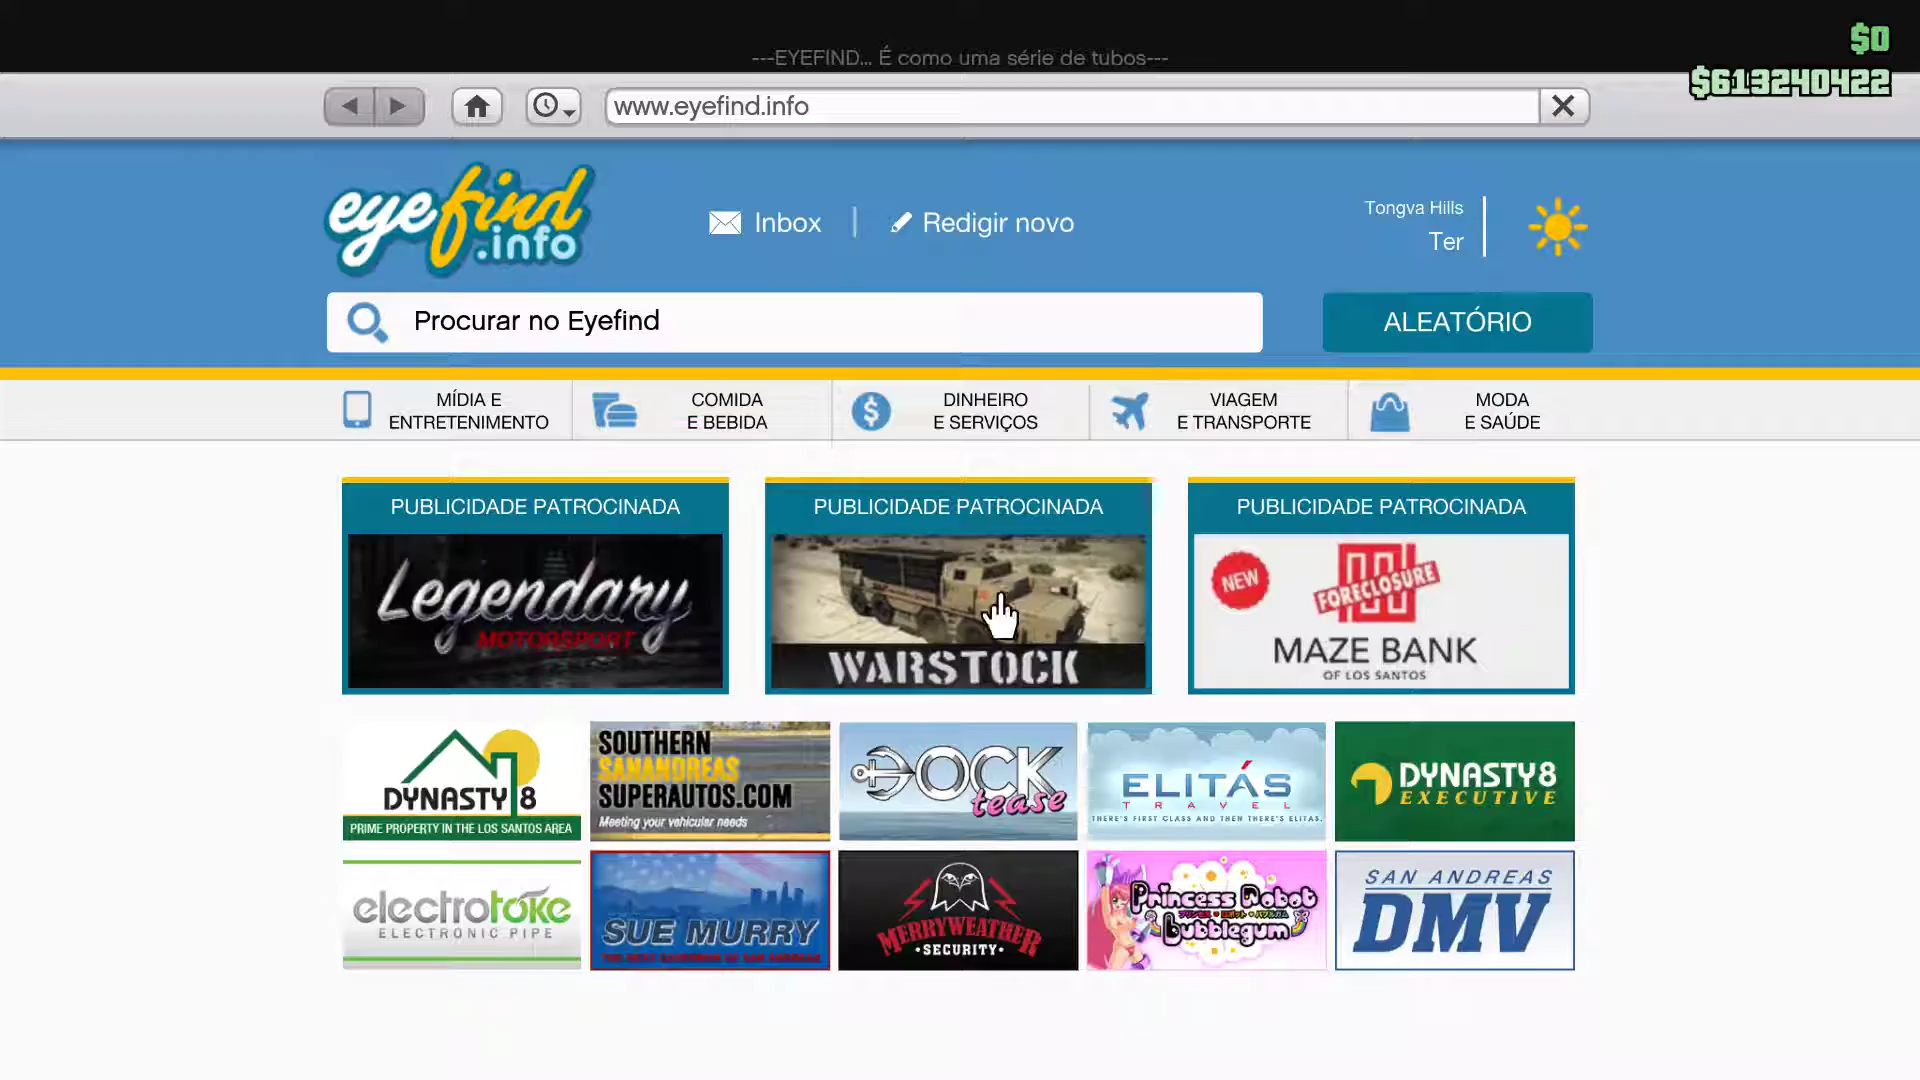 $0
---EYEFIND... É como uma série de tubos---
$613240422
www.eyefind.info
eyefind
.info
Inbox
Redigir novo
Tongva Hills
Ter
Procurar no Eyefind
ALEATÓRIO
MÍDIA E
ENTRETENIMENTO
COMIDA
E BEBIDA
DINHEIRO
E SERVIÇOS
VIAGEM
E TRANSPORTE
MODA
E SAÚDE
PUBLICIDADE PATROCINADA
Legendary
MOTORSPORT
PUBLICIDADE PATROCINADA
WARSTOCK
PUBLICIDADE PATROCINADA
NEW
FORECLOSURE
MAZE BANK
OF LOS SANTOS
DYNASTY 8
PRIME PROPERTY IN THE LOS SANTOS AREA
SOUTHERN
SANANDREAS
SUPERAUTOS.COM
Meeting your vehicular needs
DOCK
tease
ELITÁS
TRAVEL
THERE'S FIRST CLASS AND THEN THERE'S ELITAS.
DYNASTY 8
EXECUTIVE
electrotoke
ELECTRONIC PIPE
SUE MURRY
MERRYWEATHER
·SECURITY·
Princess Robot
Bubblegum
SAN ANDREAS
DMV